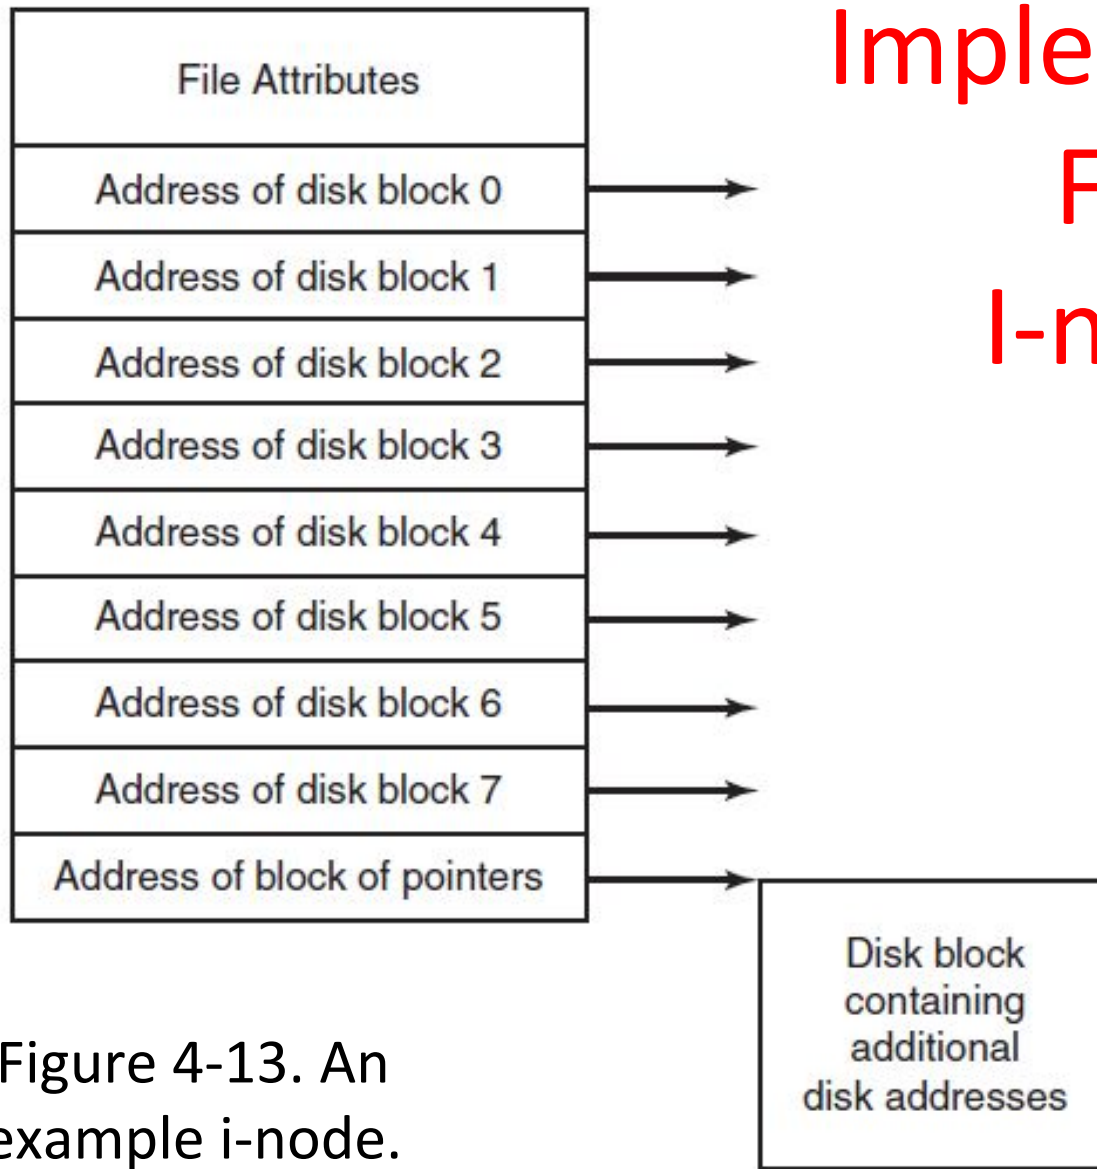 Imple
F
I-n
File Attributes
Address of disk block 0
Address of disk block 1
Address of disk block 2
Address of disk block 3
Address of disk block 4
Address of disk block 5
Address of disk block 6
Address of disk block 7
Address of block of pointers
Disk block
containing
additional
disk addresses
Figure 4-13. An
example i-node.